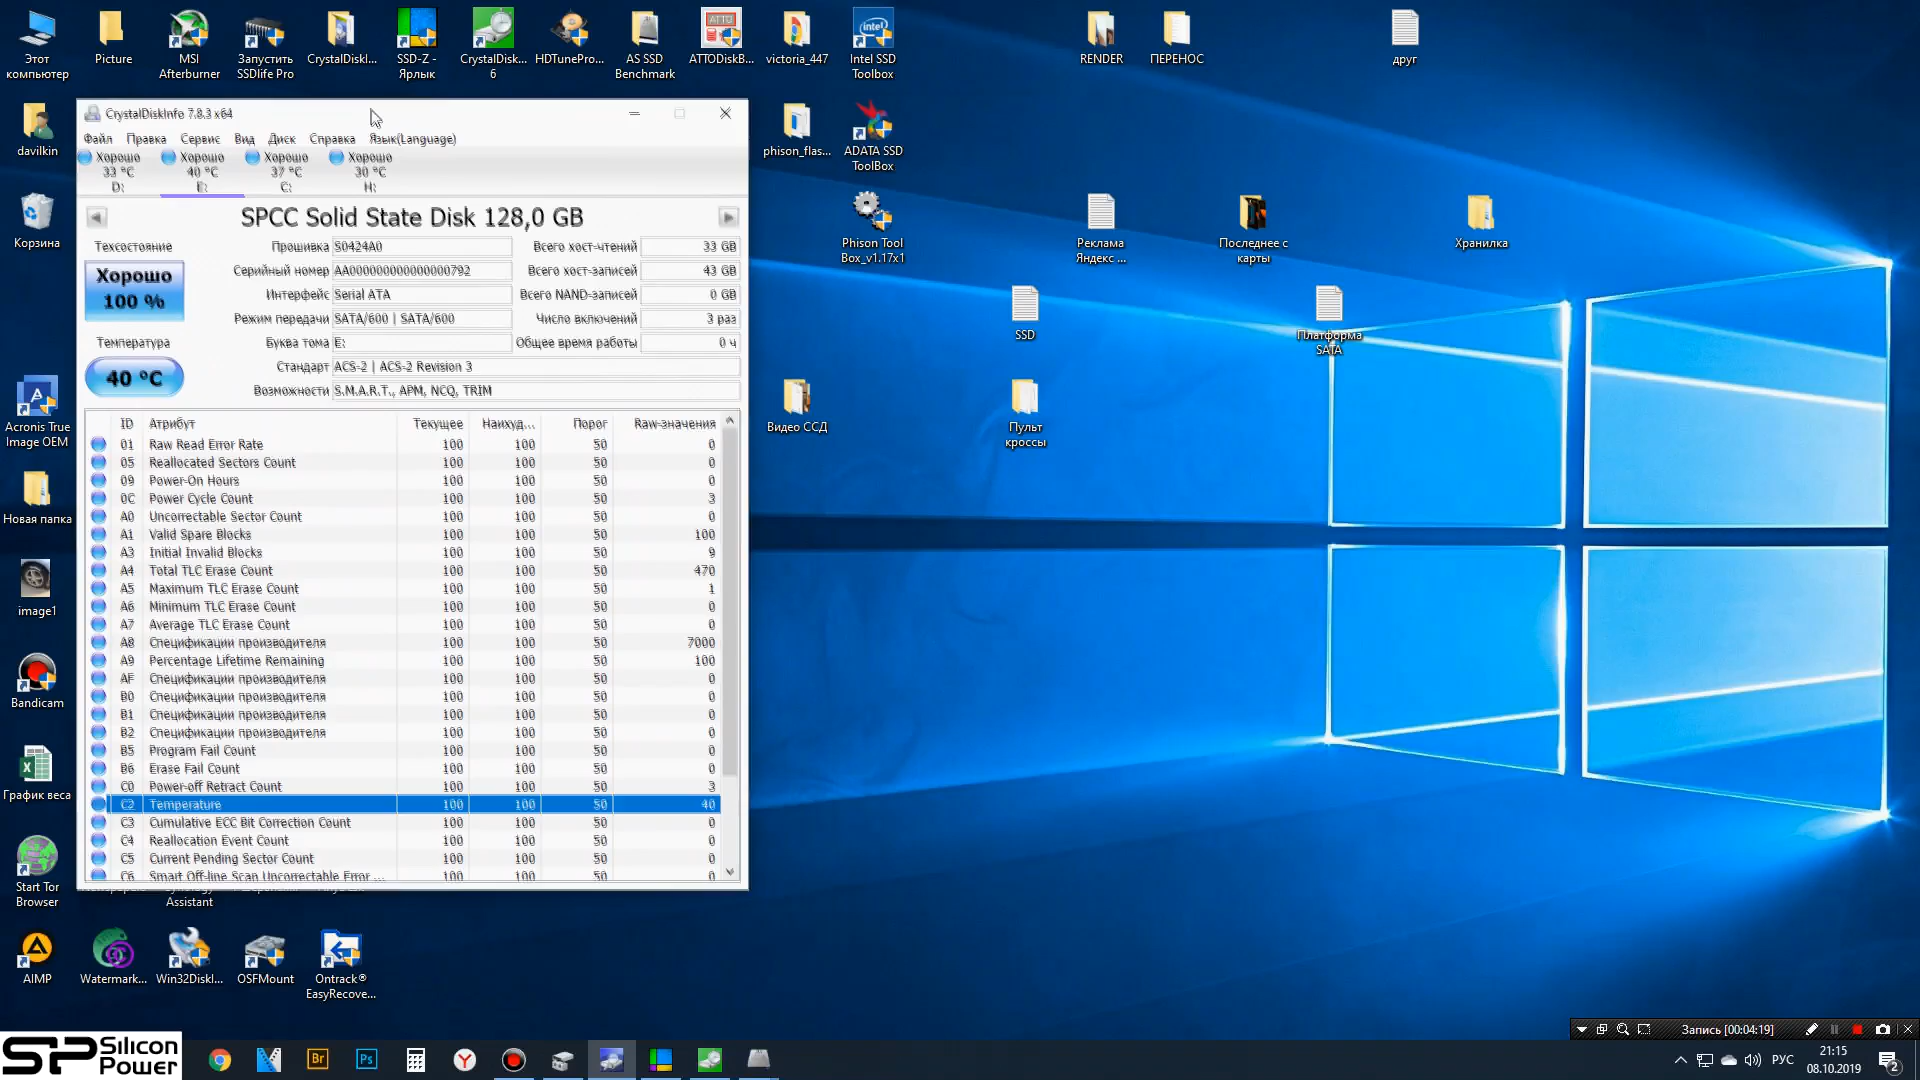 Этот компьютер
Picture
MSI Afterburner
Запустить SSDlife Pro
CrystalDiskI...
SSD-Z - Ярлык
CrystalDisk... 6
HDTunePro...
AS SSD Benchmark
ATTODiskB...
victoria_447
Intel SSD Toolbox
RENDER
ПЕРЕНОС
друг
davilkin
phison_flas...
ADATA SSD ToolBox
Корзина
Phison Tool Box_v1.17x1
Реклама Яндекс ...
Последнее с карты
Хранилка
SSD
Платформа SATA
Видео ССД
Пульт кроссы
Acronis True Image OEM
Новая папка
image1
Bandicam
График веса
Start Tor Browser
Assistant
AIMP
Watermark...
Win32DiskI...
OSFMount
Ontrack® EasyRecove...
CrystalDiskInfo 7.8.3 x64
Файл Правка Сервис Вид Диск Справка Язык(Language)
Хорошо Хорошо Хорошо Хорошо
33 °C 40 °C 37 °C 30 °C
D: E: C: H:
SPCC Solid State Disk 128,0 GB
Техсостояние
Хорошо
100 %
Температура
40 °C
Прошивка S0424A0 Всего хост-чтений 33 GB
Серийный номер AA000000000000000792 Всего хост-записей 43 GB
Интерфейс Serial ATA Всего NAND-записей 0 GB
Режим передачи SATA/600 | SATA/600 Число включений 3 раз
Буква тома E: Общее время работы 0 ч
Стандарт ACS-2 | ACS-2 Revision 3
Возможности S.M.A.R.T., APM, NCQ, TRIM
ID Атрибут Текущее Наихуд... Порог Raw-значения
01 Raw Read Error Rate 100 100 50 0
05 Reallocated Sectors Count 100 100 50 0
09 Power-On Hours 100 100 50 0
0C Power Cycle Count 100 100 50 3
A0 Uncorrectable Sector Count 100 100 50 0
A1 Valid Spare Blocks 100 100 50 100
A3 Initial Invalid Blocks 100 100 50 9
A4 Total TLC Erase Count 100 100 50 470
A5 Maximum TLC Erase Count 100 100 50 1
A6 Minimum TLC Erase Count 100 100 50 0
A7 Average TLC Erase Count 100 100 50 0
A8 Спецификации производителя 100 100 50 7000
A9 Percentage Lifetime Remaining 100 100 50 100
AF Спецификации производителя 100 100 50 0
B0 Спецификации производителя 100 100 50 0
B1 Спецификации производителя 100 100 50 0
B2 Спецификации производителя 100 100 50 0
B5 Program Fail Count 100 100 50 0
B6 Erase Fail Count 100 100 50 0
C0 Power-off Retract Count 100 100 50 3
C2 Temperature 100 100 50 40
C3 Cumulative ECC Bit Correction Count 100 100 50 0
C4 Reallocation Event Count 100 100 50 0
C5 Current Pending Sector Count 100 100 50 0
C6 Smart Off-line Scan Uncorrectable Error ... 100 100 50 0
Запись [00:04:19]
SP Silicon Power
Br
Ps
РУС
21:15
08.10.2019
2